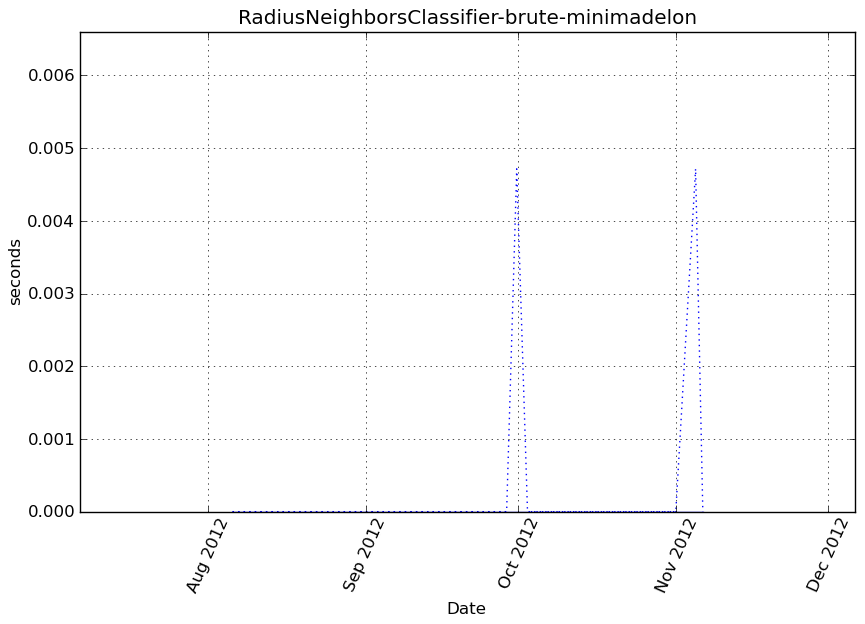 RadiusNeighborsClassifier-brute-minimadelon
0.006
0.005
0.004
0.003
0.002
0.001
0.000
seconds
Aug 2012
Sep 2012
Oct 2012
Nov 2012
Dec 2012
Date